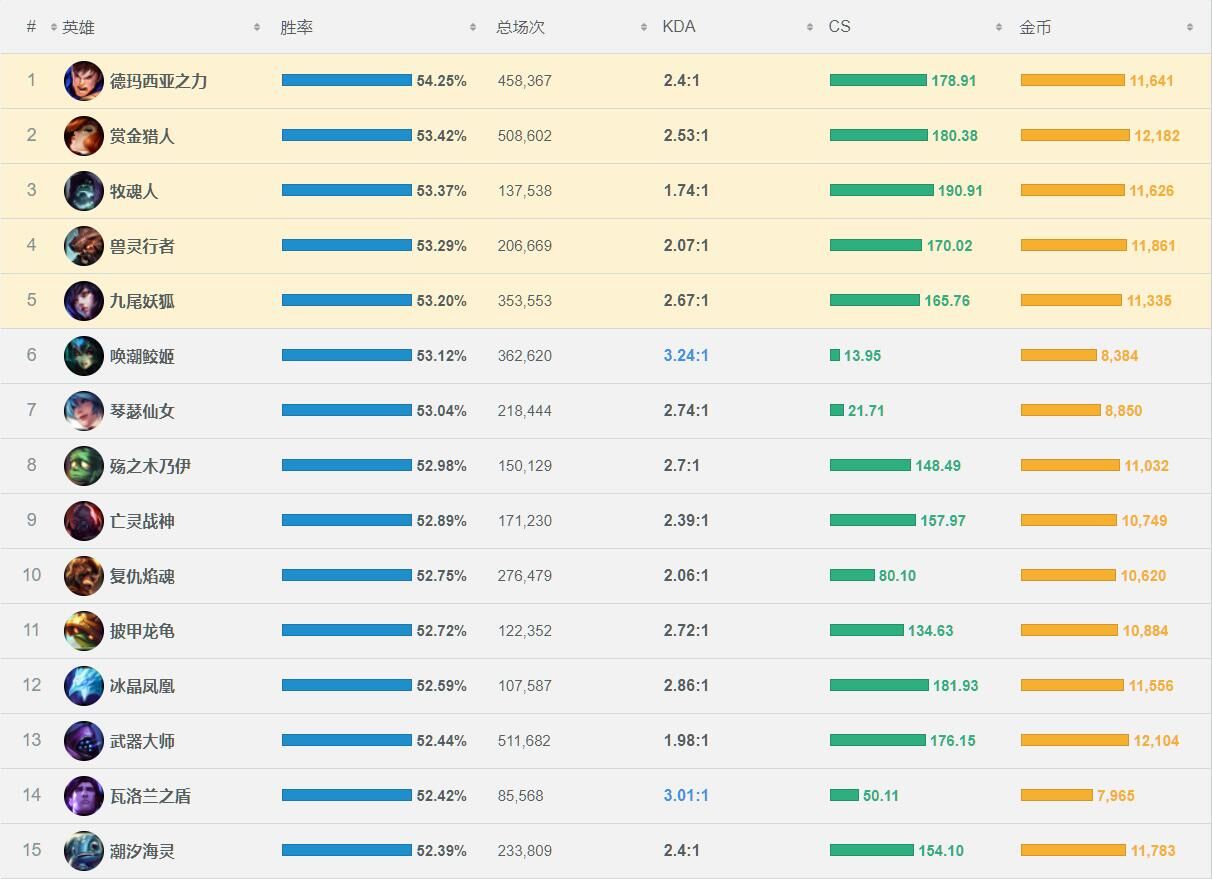 # 英雄 胜率 总场次 KDA CS 金币
1 德玛西亚之力 54.25% 458,367 2.4:1 178.91 11,641
2 赏金猎人 53.42% 508,602 2.53:1 180.38 12,182
3 牧魂人 53.37% 137,538 1.74:1 190.91 11,626
4 兽灵行者 53.29% 206,669 2.07:1 170.02 11,861
5 九尾妖狐 53.20% 353,553 2.67:1 165.76 11,335
6 唤潮鲛姬 53.12% 362,620 3.24:1 13.95 8,384
7 琴瑟仙女 53.04% 218,444 2.74:1 21.71 8,850
8 殇之木乃伊 52.98% 150,129 2.7:1 148.49 11,032
9 亡灵战神 52.89% 171,230 2.39:1 157.97 10,749
10 复仇焰魂 52.75% 276,479 2.06:1 80.10 10,620
11 披甲龙龟 52.72% 122,352 2.72:1 134.63 10,884
12 冰晶凤凰 52.59% 107,587 2.86:1 181.93 11,556
13 武器大师 52.44% 511,682 1.98:1 176.15 12,104
14 瓦洛兰之盾 52.42% 85,568 3.01:1 50.11 7,965
15 潮汐海灵 52.39% 233,809 2.4:1 154.10 11,783